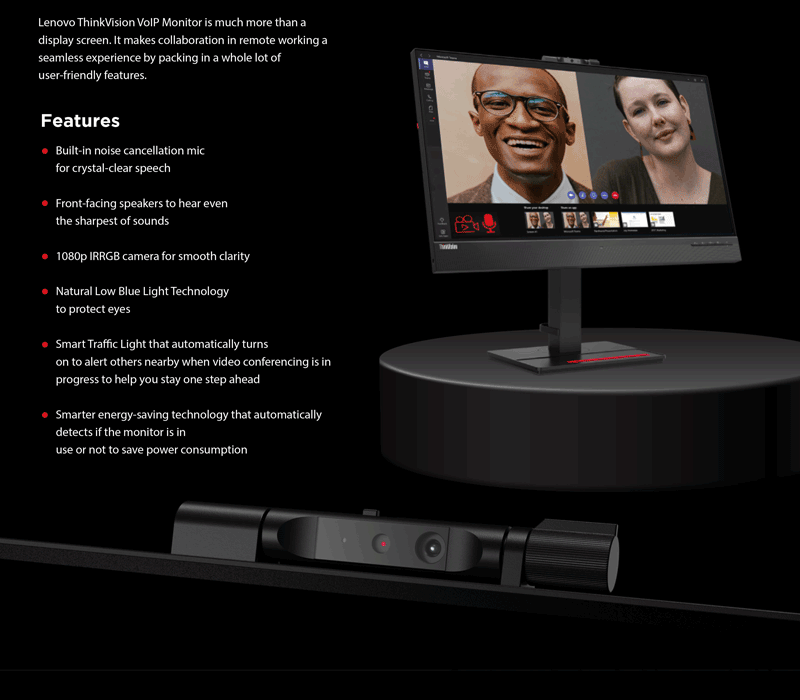 Lenovo ThinkVision VoIP Monitor is much more than a
display screen. It makes collaboration in remote working a
seamless experience by packing in a whole lot of
user-friendly features.
Features
Built-in noise cancellation mic
for crystal-clear speech
Front-facing speakers to hear even
the sharpest of sounds
1080p IRRGB camera for smooth clarity
Natural Low Blue Light Technology
to protect eyes
Smart Traffic Light that automatically turns
on to alert others nearby when video conferencing is in
progress to help you stay one step ahead
Smarter energy-saving technology that automatically
detects if the monitor is in
use or not to save power consumption
ThinkVision